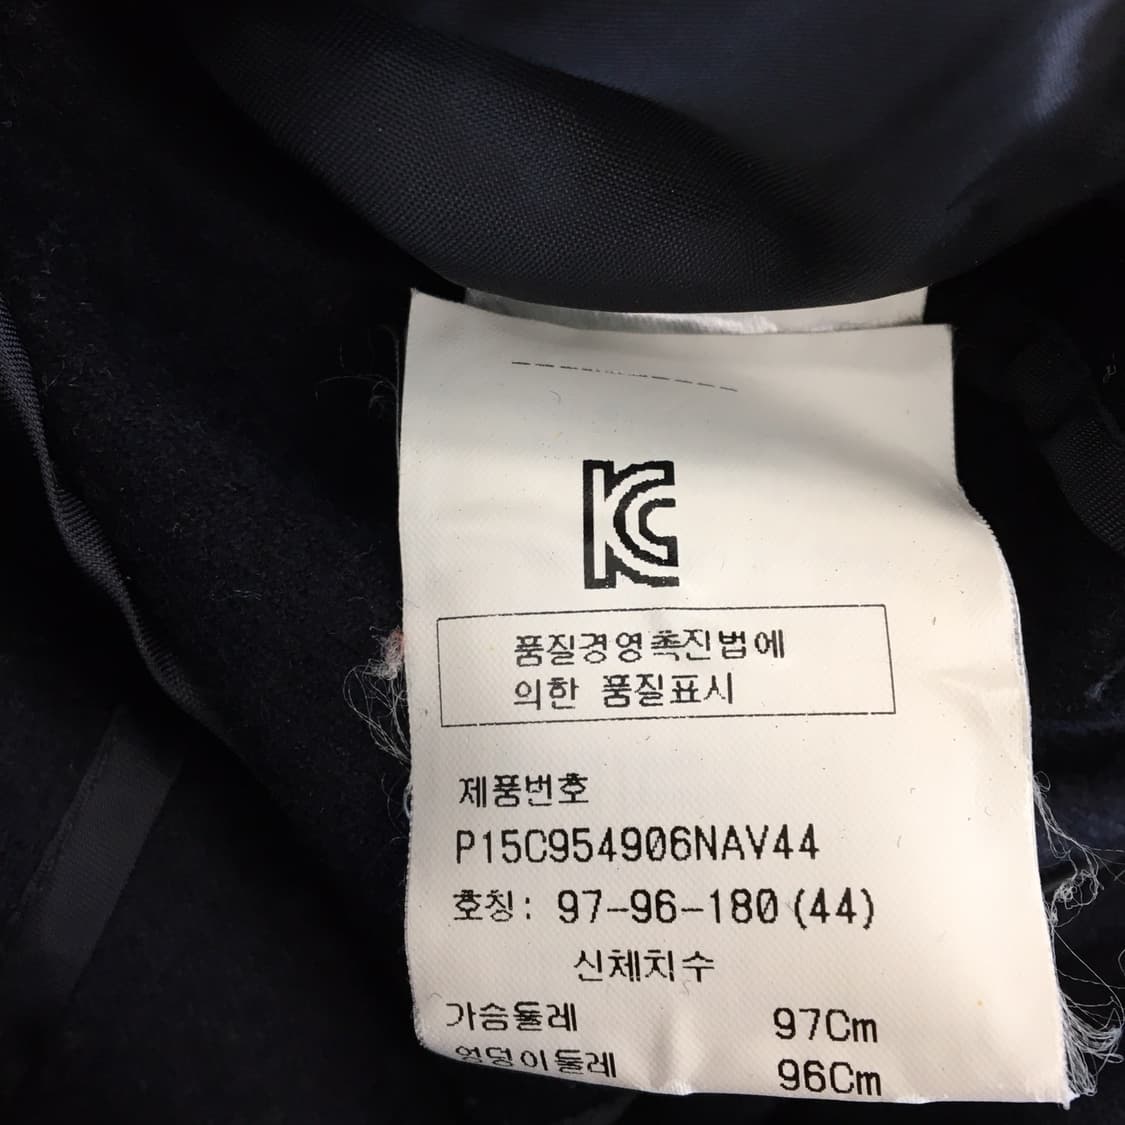 KC
품질경영촉진법에
의한 품질표시
제품번호
P15C954906NAV44
호칭: 97-96-180(44)
신체치수
가슴둘레 97Cm
엉덩이둘레 96Cm